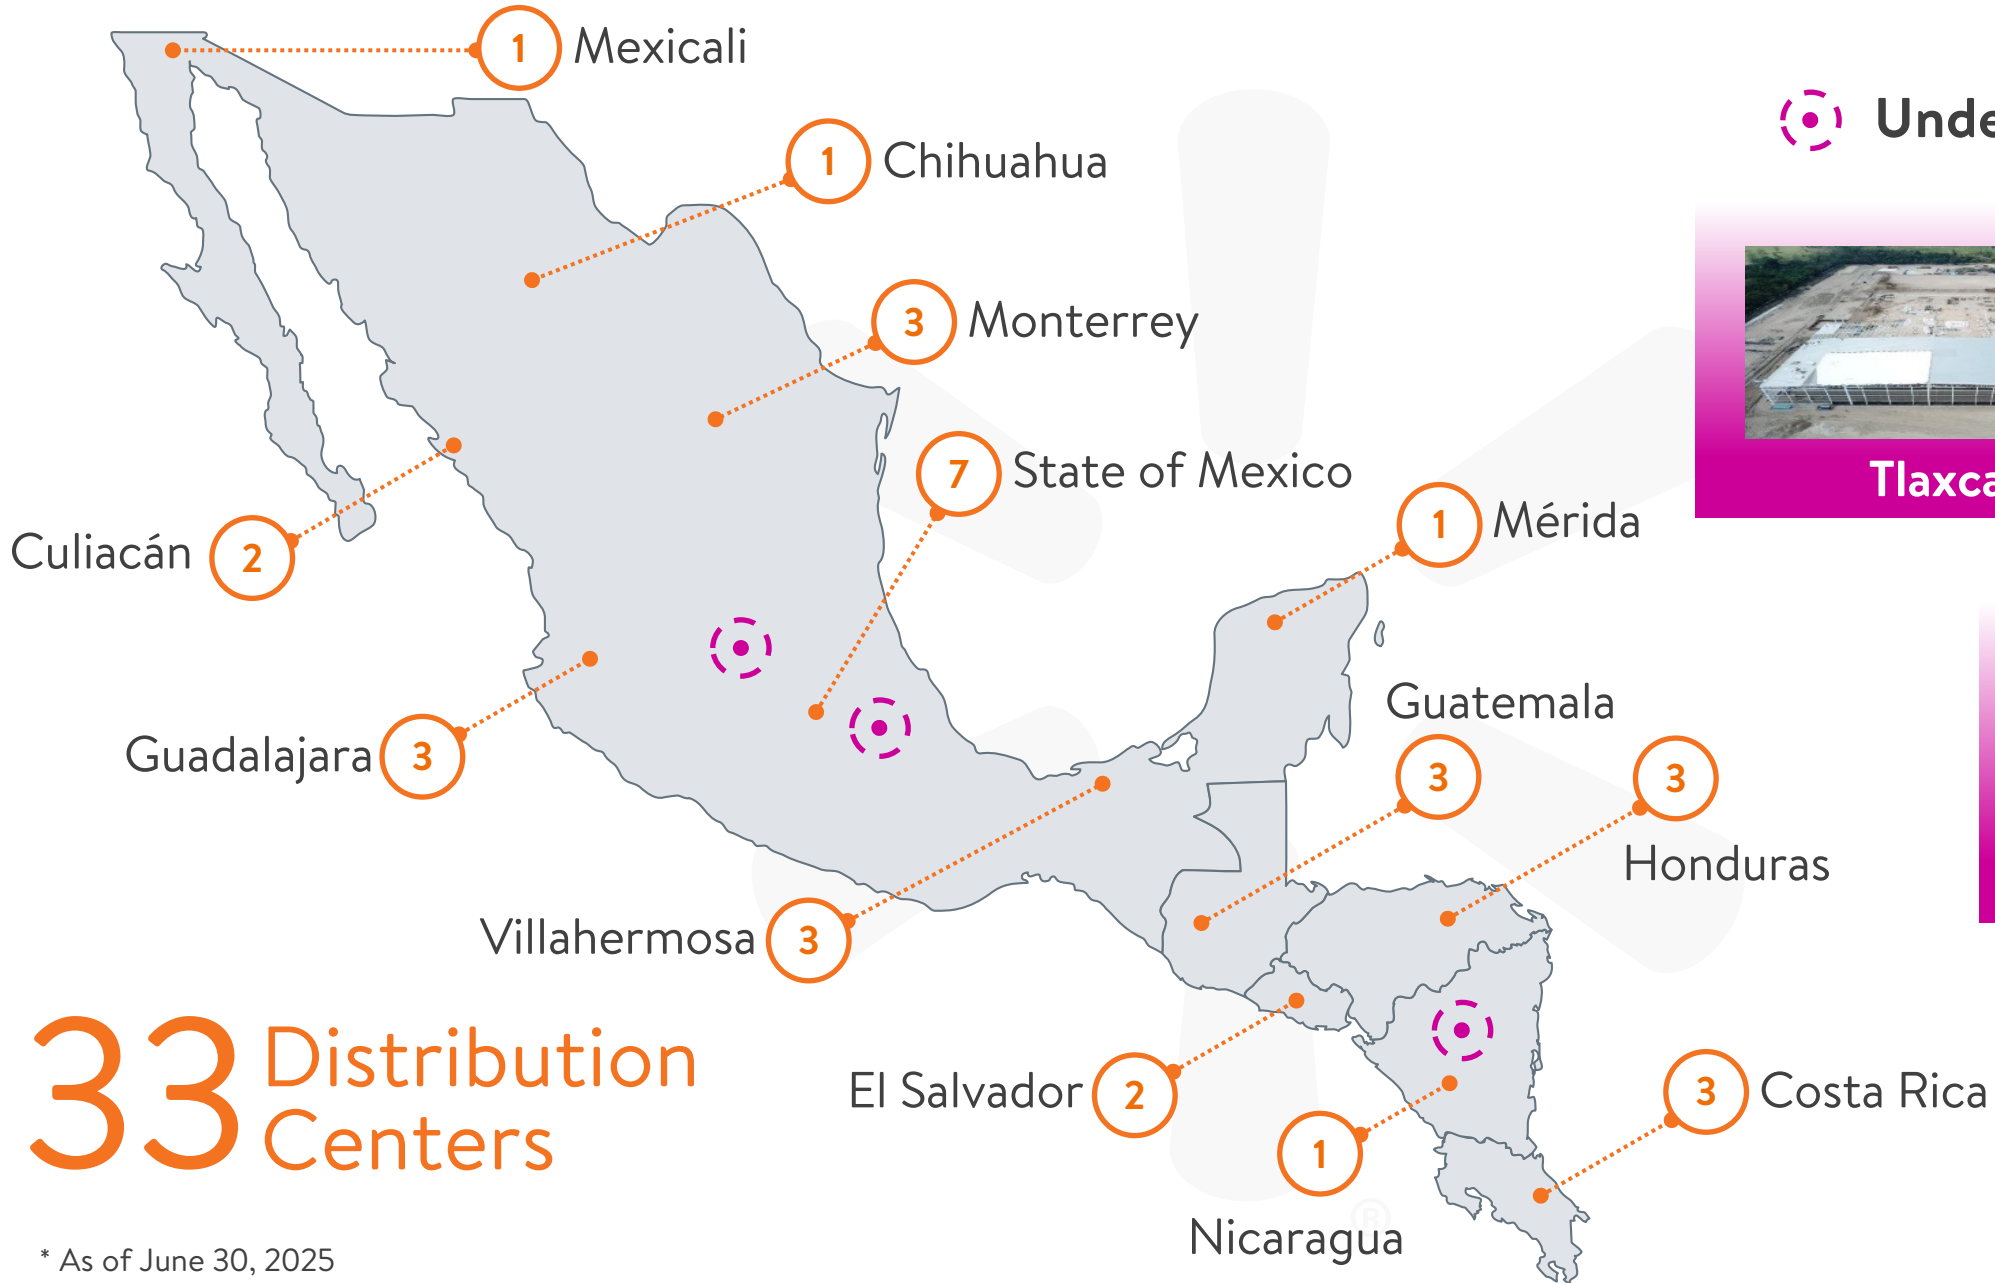 1 Mexicali
1 Chihuahua
3 Monterrey
7 State of Mexico
1 Mérida
Culiacán 2
Guadalajara 3
Guatemala
3
3
Honduras
Villahermosa 3
33 Distribution
Centers
El Salvador 2
3 Costa Rica
1
Nicaragua
®
* As of June 30, 2025
Unde
Tlaxca